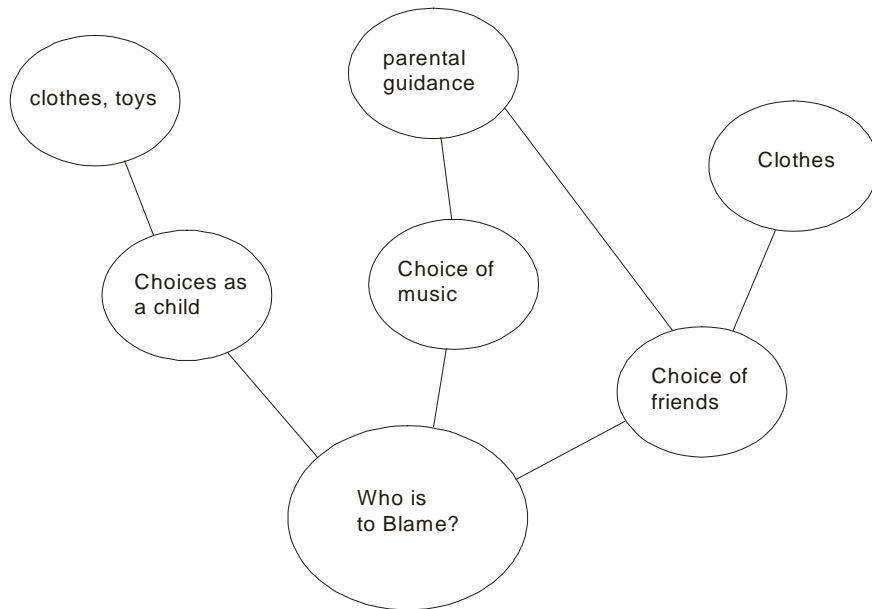 parental
guidance
clothes, toys
Clothes
Choices as
a child
Choice of
music
Choice of
friends
Who is
to Blame?